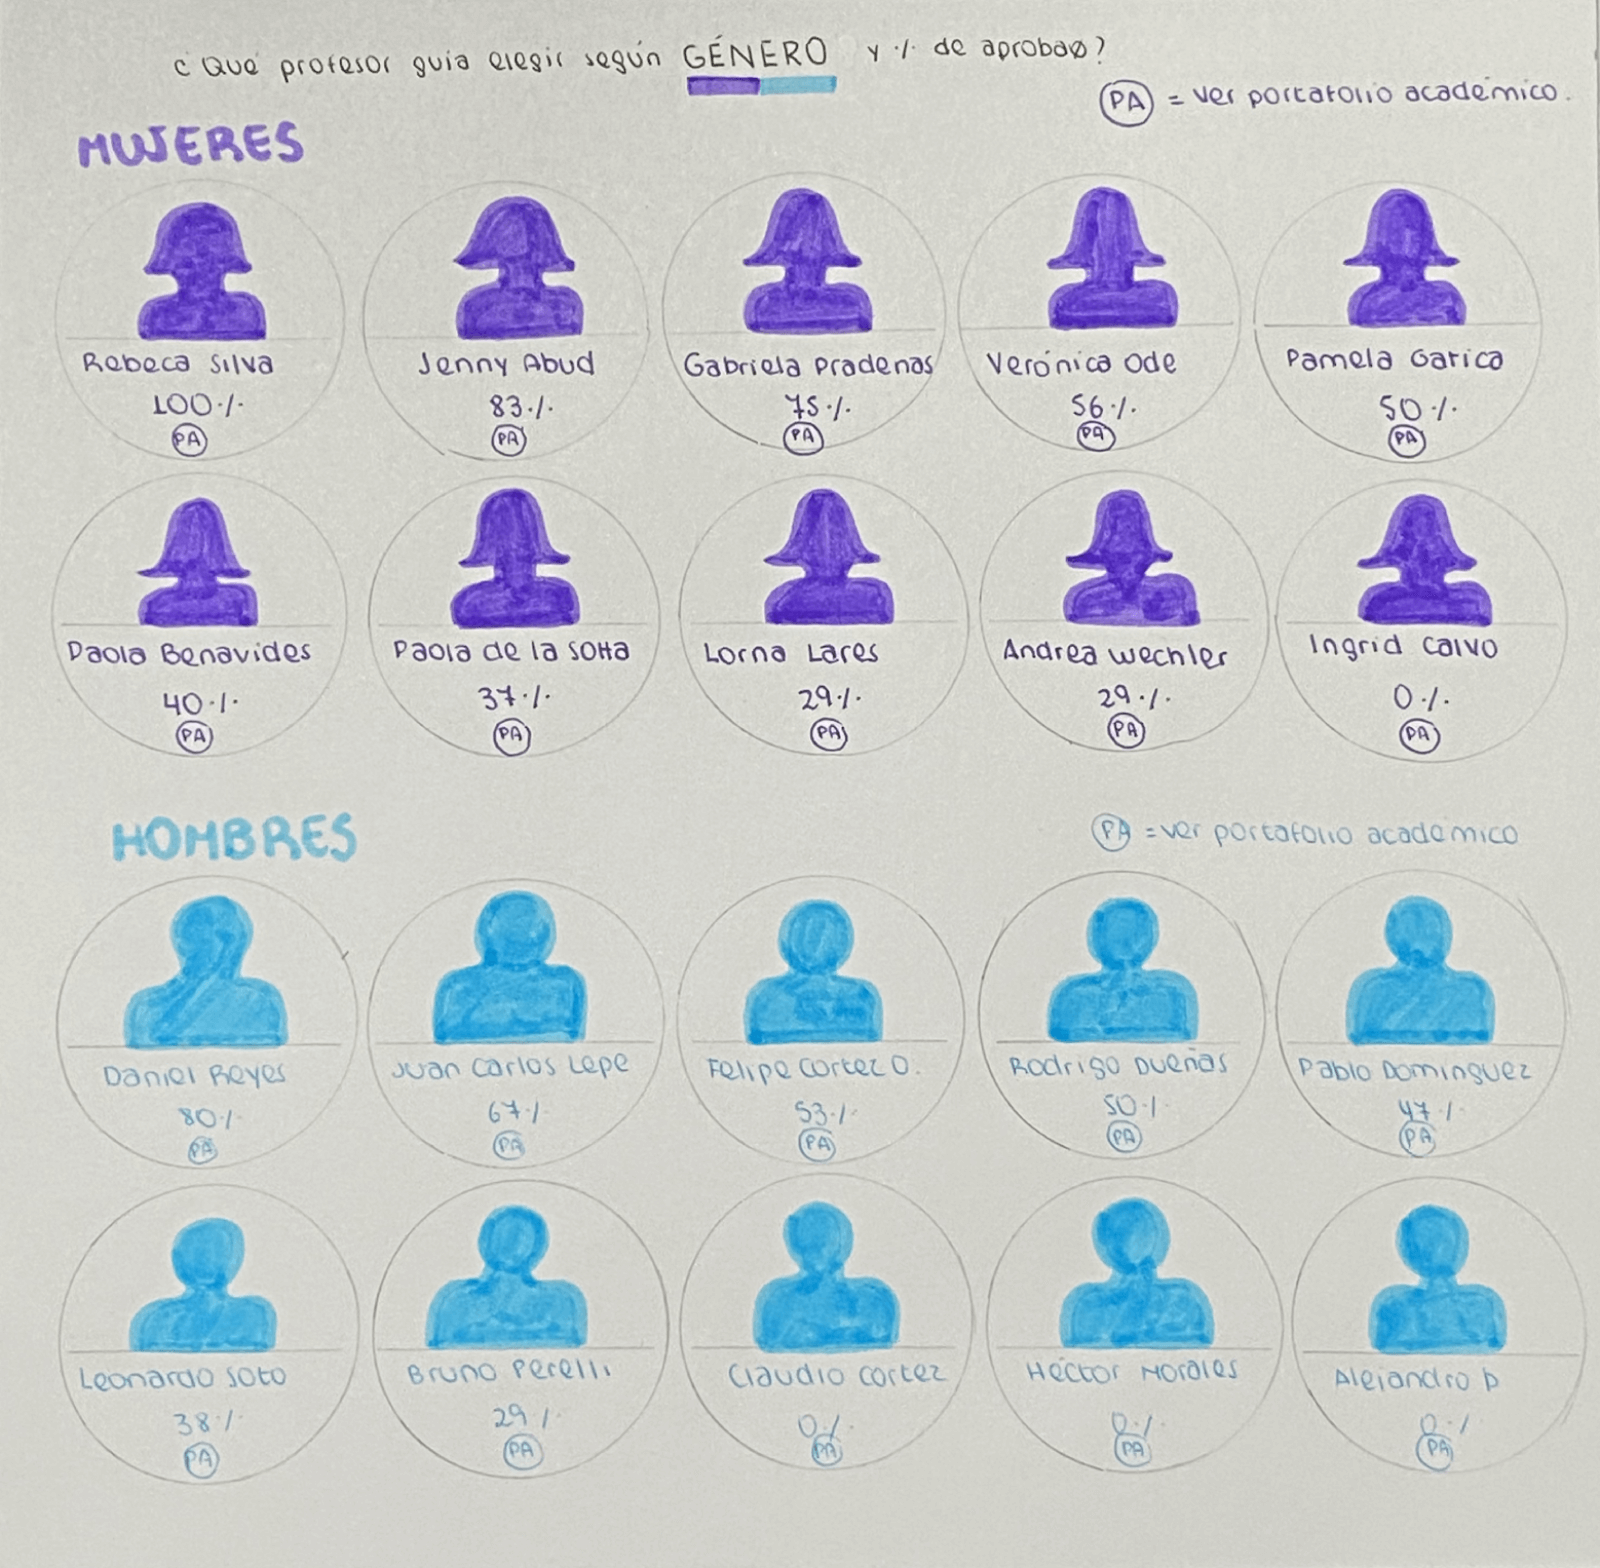 ¿Qué profesor guía elegir según GÉNERO y % de aprobaø?
PA = ver portafolio académico.
MUJERES
Rebeca Silva
100%
PA
Jenny Abud
83%
PA
Gabriela Pradenas
75%
PA
Verónica Ode
56%
PA
Pamela Gatica
50%
PA
Paola Benavides
40%
PA
Paola de la Sotta
37%
PA
Lorna Lares
29%
PA
Andrea Wechler
29%
PA
Ingrid Calvo
0%
PA
HOMBRES
PA = ver portafolio académico
Daniel Reyes
80%
PA
Juan Carlos Lepe
67%
PA
Felipe Cortez O.
53%
PA
Rodrigo Dueñas
50%
PA
Pablo Dominguez
47%
PA
Leonardo Soto
38%
PA
Bruno Perelli
29%
PA
Claudio Cortez
0%
PA
Héctor Morales
0%
PA
Alejandro P
0%
PA